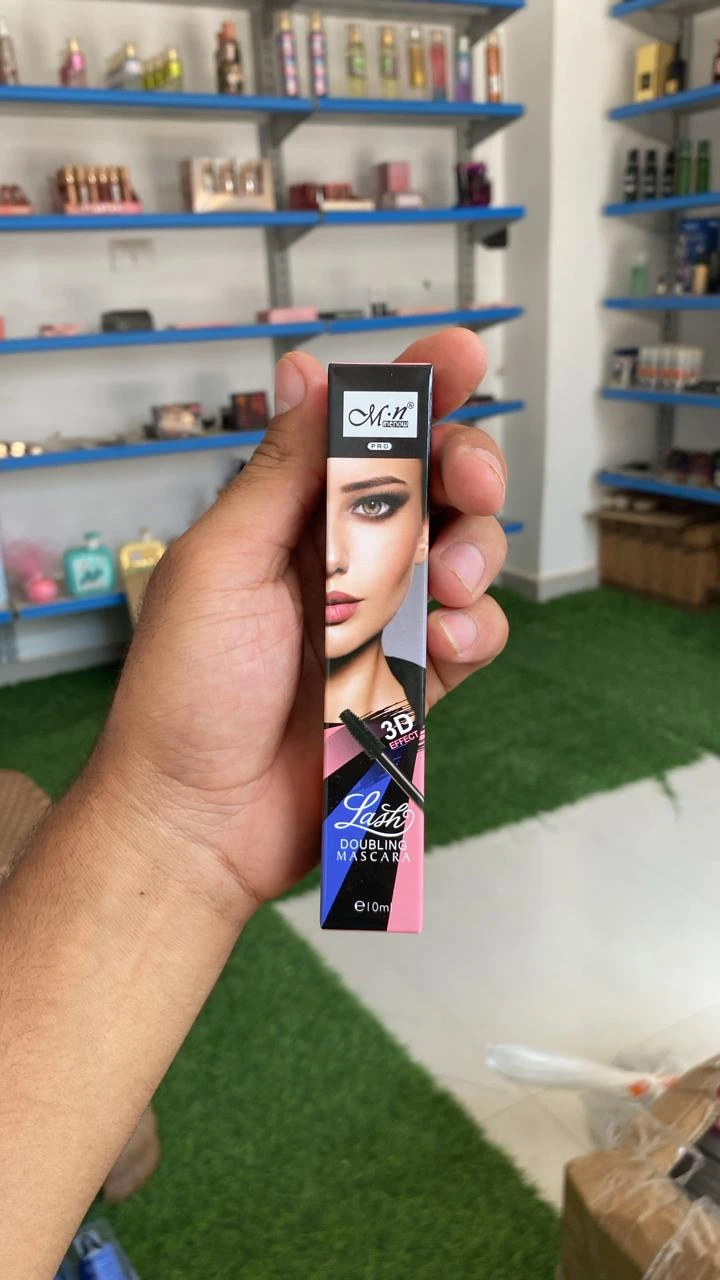 M·n®
menow
PRO
3D
EFFECT
Lash
DOUBLING
MASCARA
e10ml